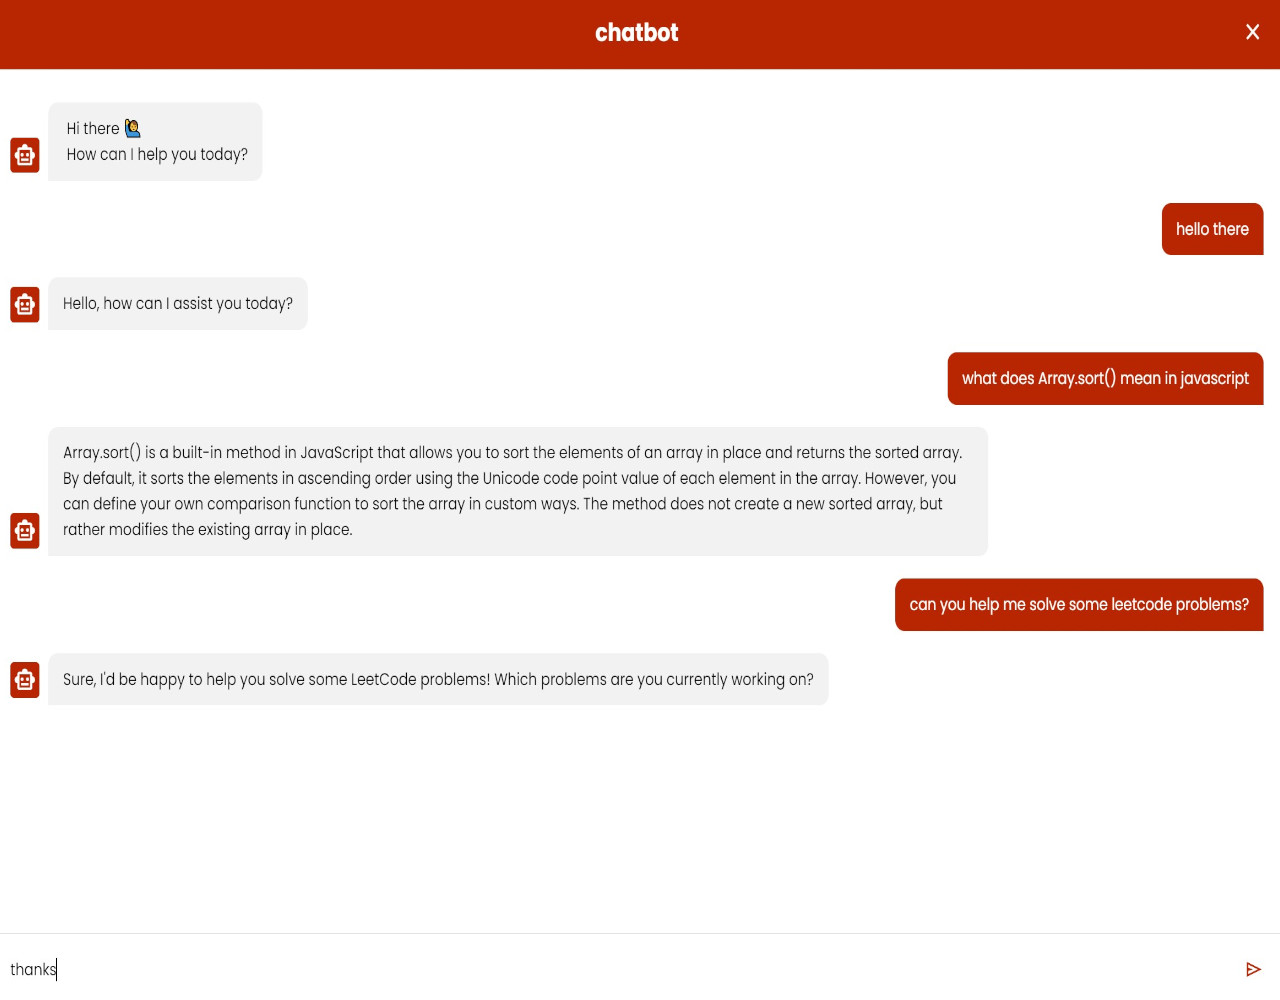 chatbot
Hi there
How can I help you today?
hello there
Hello, how can I assist you today?
what does Array.sort() mean in javascript
Array.sort() is a built-in method in JavaScript that allows you to sort the elements of an array in place and returns the sorted array.
By default, it sorts the elements in ascending order using the Unicode code point value of each element in the array. However, you
can define your own comparison function to sort the array in custom ways. The method does not create a new sorted array, but
rather modifies the existing array in place.
can you help me solve some leetcode problems?
Sure, I'd be happy to help you solve some LeetCode problems! Which problems are you currently working on?
thanks